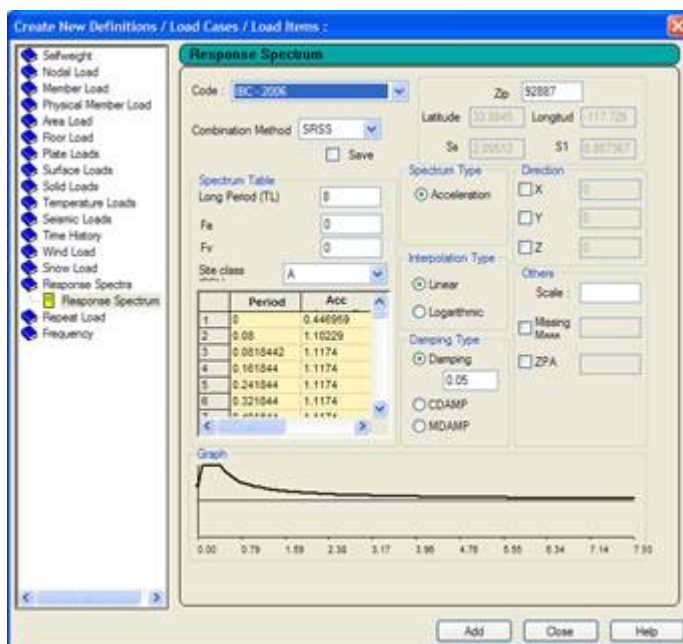 Create New Definitions / Load Cases / Load Items :
Selfweight
Nodal Load
Member Load
Physical Member Load
Area Load
Floor Load
Plate Loads
Surface Loads
Solid Loads
Temperature Loads
Seismic Loads
Time History
Wind Load
Snow Load
Response Spectra
Response Spectrum
Repeat Load
Frequency
Response Spectrum
Code : IBC - 2006
Zip 92887
Latitude Longitud -117.729
Combination Method SRSS
Ss S1
Save
Spectrum Table
Long Period (TL) 8
Fa 0
Fv 0
Site class A
Period Acc
1 0 0.446959
2 0.08 1.10229
3 0.0818442 1.1174
4 0.161844 1.1174
5 0.241844 1.1174
6 0.321844 1.1174
Spectrum Type
Acceleration
Interpolation Type
Linear
Logarithmic
Damping Type
Damping
0.05
CDAMP
MDAMP
Direction
X 0
Y 0
Z 0
Others
Scale :
Missing
Mass
ZPA
Graph
0.00 0.79 1.59 2.38 3.17 3.96 4.76 5.55 6.34 7.14 7.93
Add Close Help